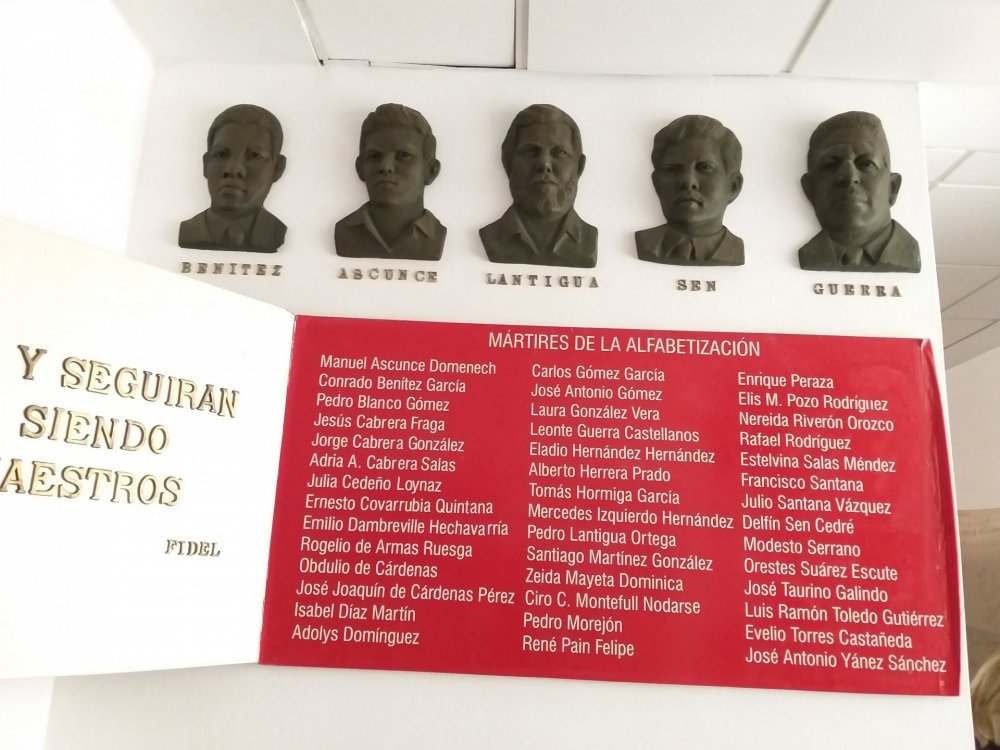 BENITEZ
ASCUNCE
LANTIGUA
SEN
GUERRA
Y SEGUIRAN
SIENDO
AESTROS
FIDEL
MÁRTIRES DE LA ALFABETIZACIÓN
Manuel Ascunce Domenech
Conrado Benítez García
Pedro Blanco Gómez
Jesús Cabrera Fraga
Jorge Cabrera González
Adria A. Cabrera Salas
Julia Cedeño Loynaz
Ernesto Covarrubia Quintana
Emilio Dambreville Hechavarría
Rogelio de Armas Ruesga
Obdulio de Cárdenas
José Joaquín de Cárdenas Pérez
Isabel Díaz Martín
Adolys Domínguez
Carlos Gómez García
José Antonio Gómez
Laura González Vera
Leonte Guerra Castellanos
Eladio Hernández Hernández
Alberto Herrera Prado
Tomás Hormiga García
Mercedes Izquierdo Hernández
Pedro Lantigua Ortega
Santiago Martínez González
Zeida Mayeta Dominica
Ciro C. Montefull Nodarse
Pedro Morejón
René Pain Felipe
Enrique Peraza
Elis M. Pozo Rodríguez
Nereida Riverón Orozco
Rafael Rodríguez
Estelvina Salas Méndez
Francisco Santana
Julio Santana Vázquez
Delfín Sen Cedré
Modesto Serrano
Orestes Suárez Escute
José Taurino Galindo
Luis Ramón Toledo Gutiérrez
Evelio Torres Castañeda
José Antonio Yánez Sánchez